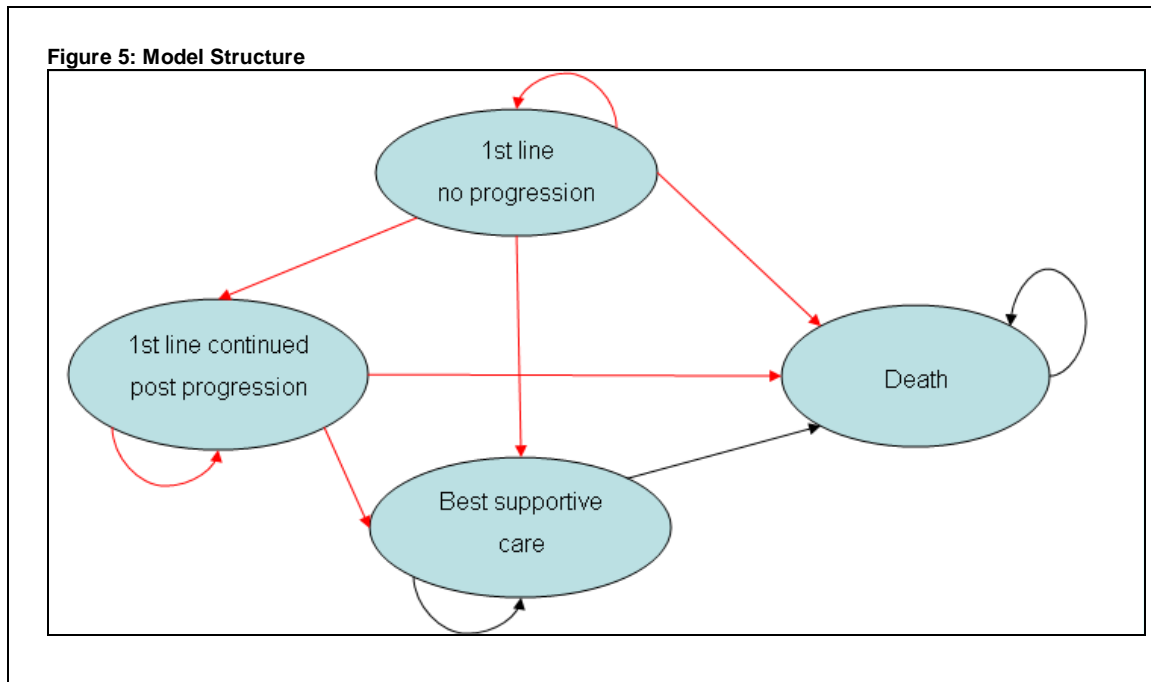 Figure 5: Model Structure
1st line
no progression
1st line continued
post progression
Death
Best supportive
care